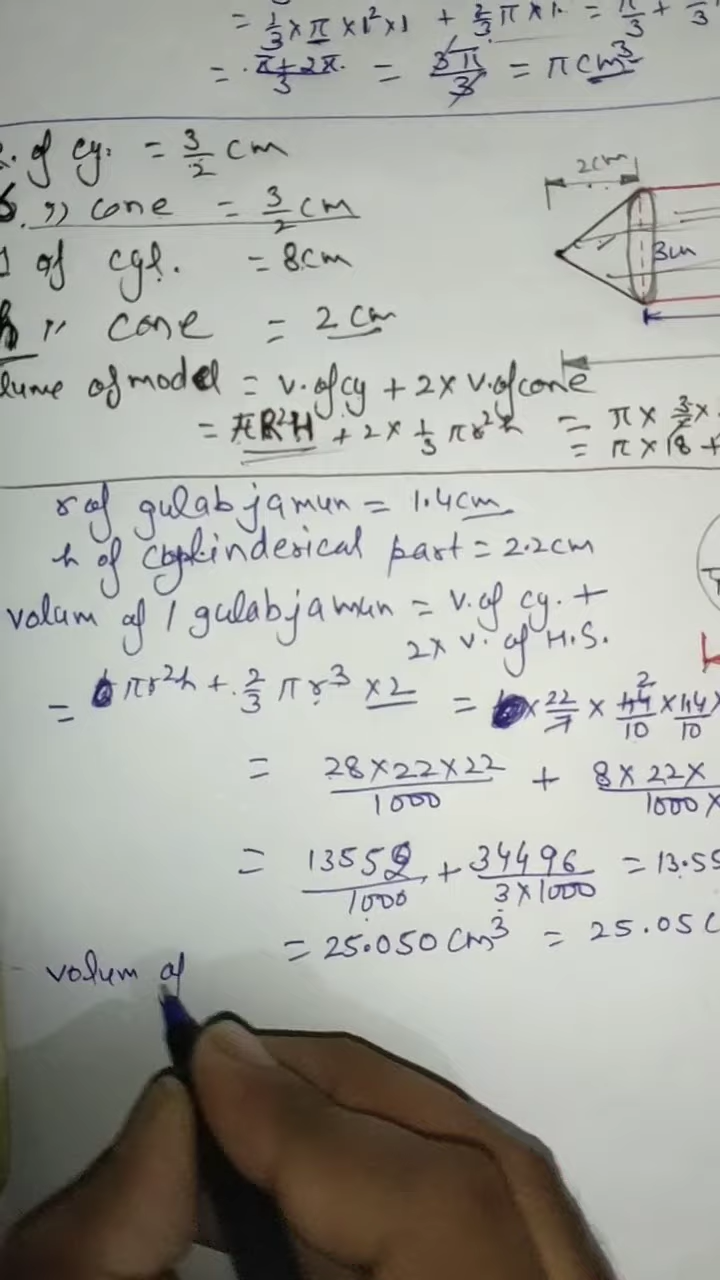 = 1/3 × π × 1² × 1 + 2/3 π × 1 = π/3 +
= π + 2π/3 = 3π/3 = π cm³
of cy. = 3/2 cm
〃 cone = 3/2 cm
of cyl. = 8cm
h 〃 cone = 2 cm
2cm
3cm
lume of model = v. of cy + 2 × v. of cone
= πR²H + 2 × 1/3 πr²h = π × 3/2 ×
= π × 18 +
r of gulab jamun = 1.4cm
h of cyplinderical part = 2.2cm
volum of 1 gulab jamun = v. of cy. +
2 × v. of H.S.
= πr²h + 2/3 πr³ × 2 = × 22/7 × 14/10 × 14/10 ×
2
= 28×22×22/1000 + 8×22×/1000×
= 13552/1000 + 34496/3×1000 = 13.55
= 25.050 cm³ = 25.05 c
volum of